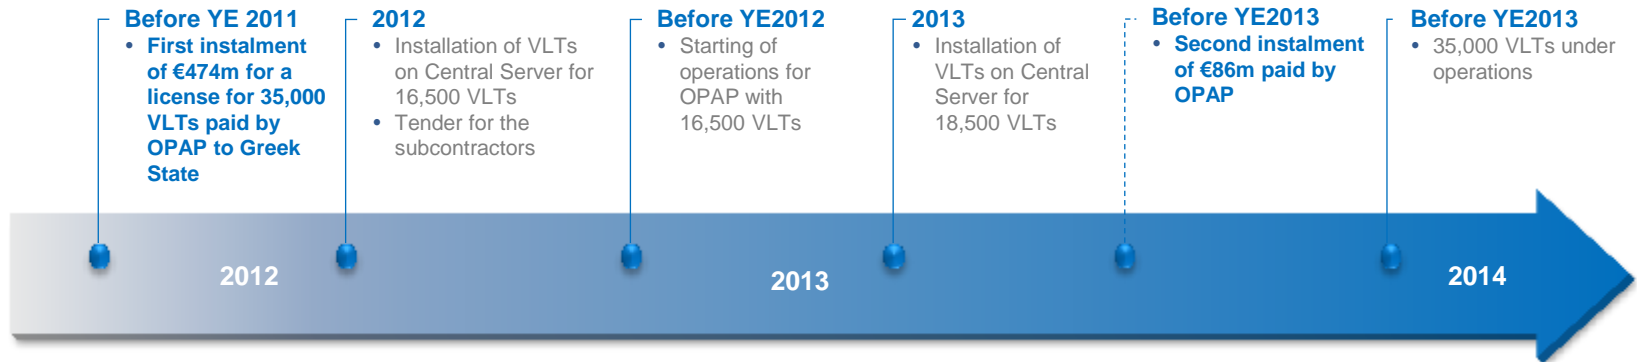 Before YE 2011
• First instalment
of €474m for a
license for 35,000
VLTs paid by
OPAP to Greek
State
2012
• Installation of VLTs
on Central Server for
16,500 VLTs
• Tender for the
subcontractors
Before YE2012
• Starting of
operations for
OPAP with
16,500 VLTs
2013
• Installation of
VLTs on Central
Server for
18,500 VLTs
Before YE2013
• Second instalment
of €86m paid by
OPAP
Before YE2013
• 35,000 VLTs under
operations
2012
2013
2014